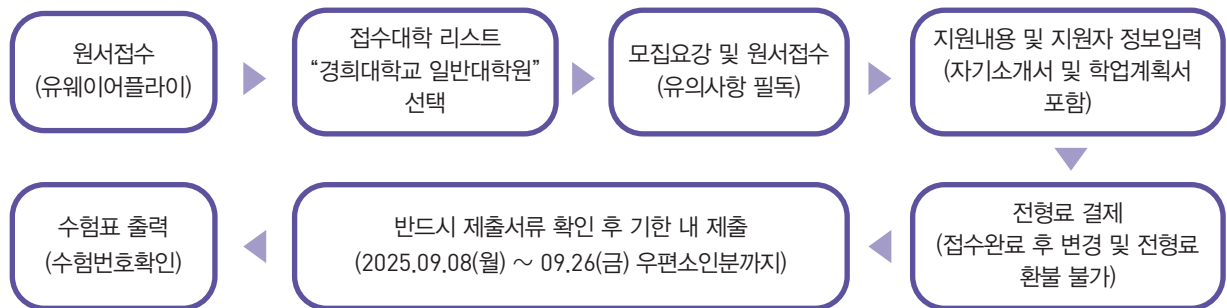 원서접수
(유웨이어플라이)
접수대학 리스트
“경희대학교 일반대학원”
선택
모집요강 및 원서접수
(유의사항 필독)
지원내용 및 지원자 정보입력
(자기소개서 및 학업계획서
포함)
전형료 결제
(접수완료 후 변경 및 전형료
환불 불가)
반드시 제출서류 확인 후 기한 내 제출
(2025.09.08(월) ~ 09.26(금) 우편소인분까지)
수험표 출력
(수험번호확인)